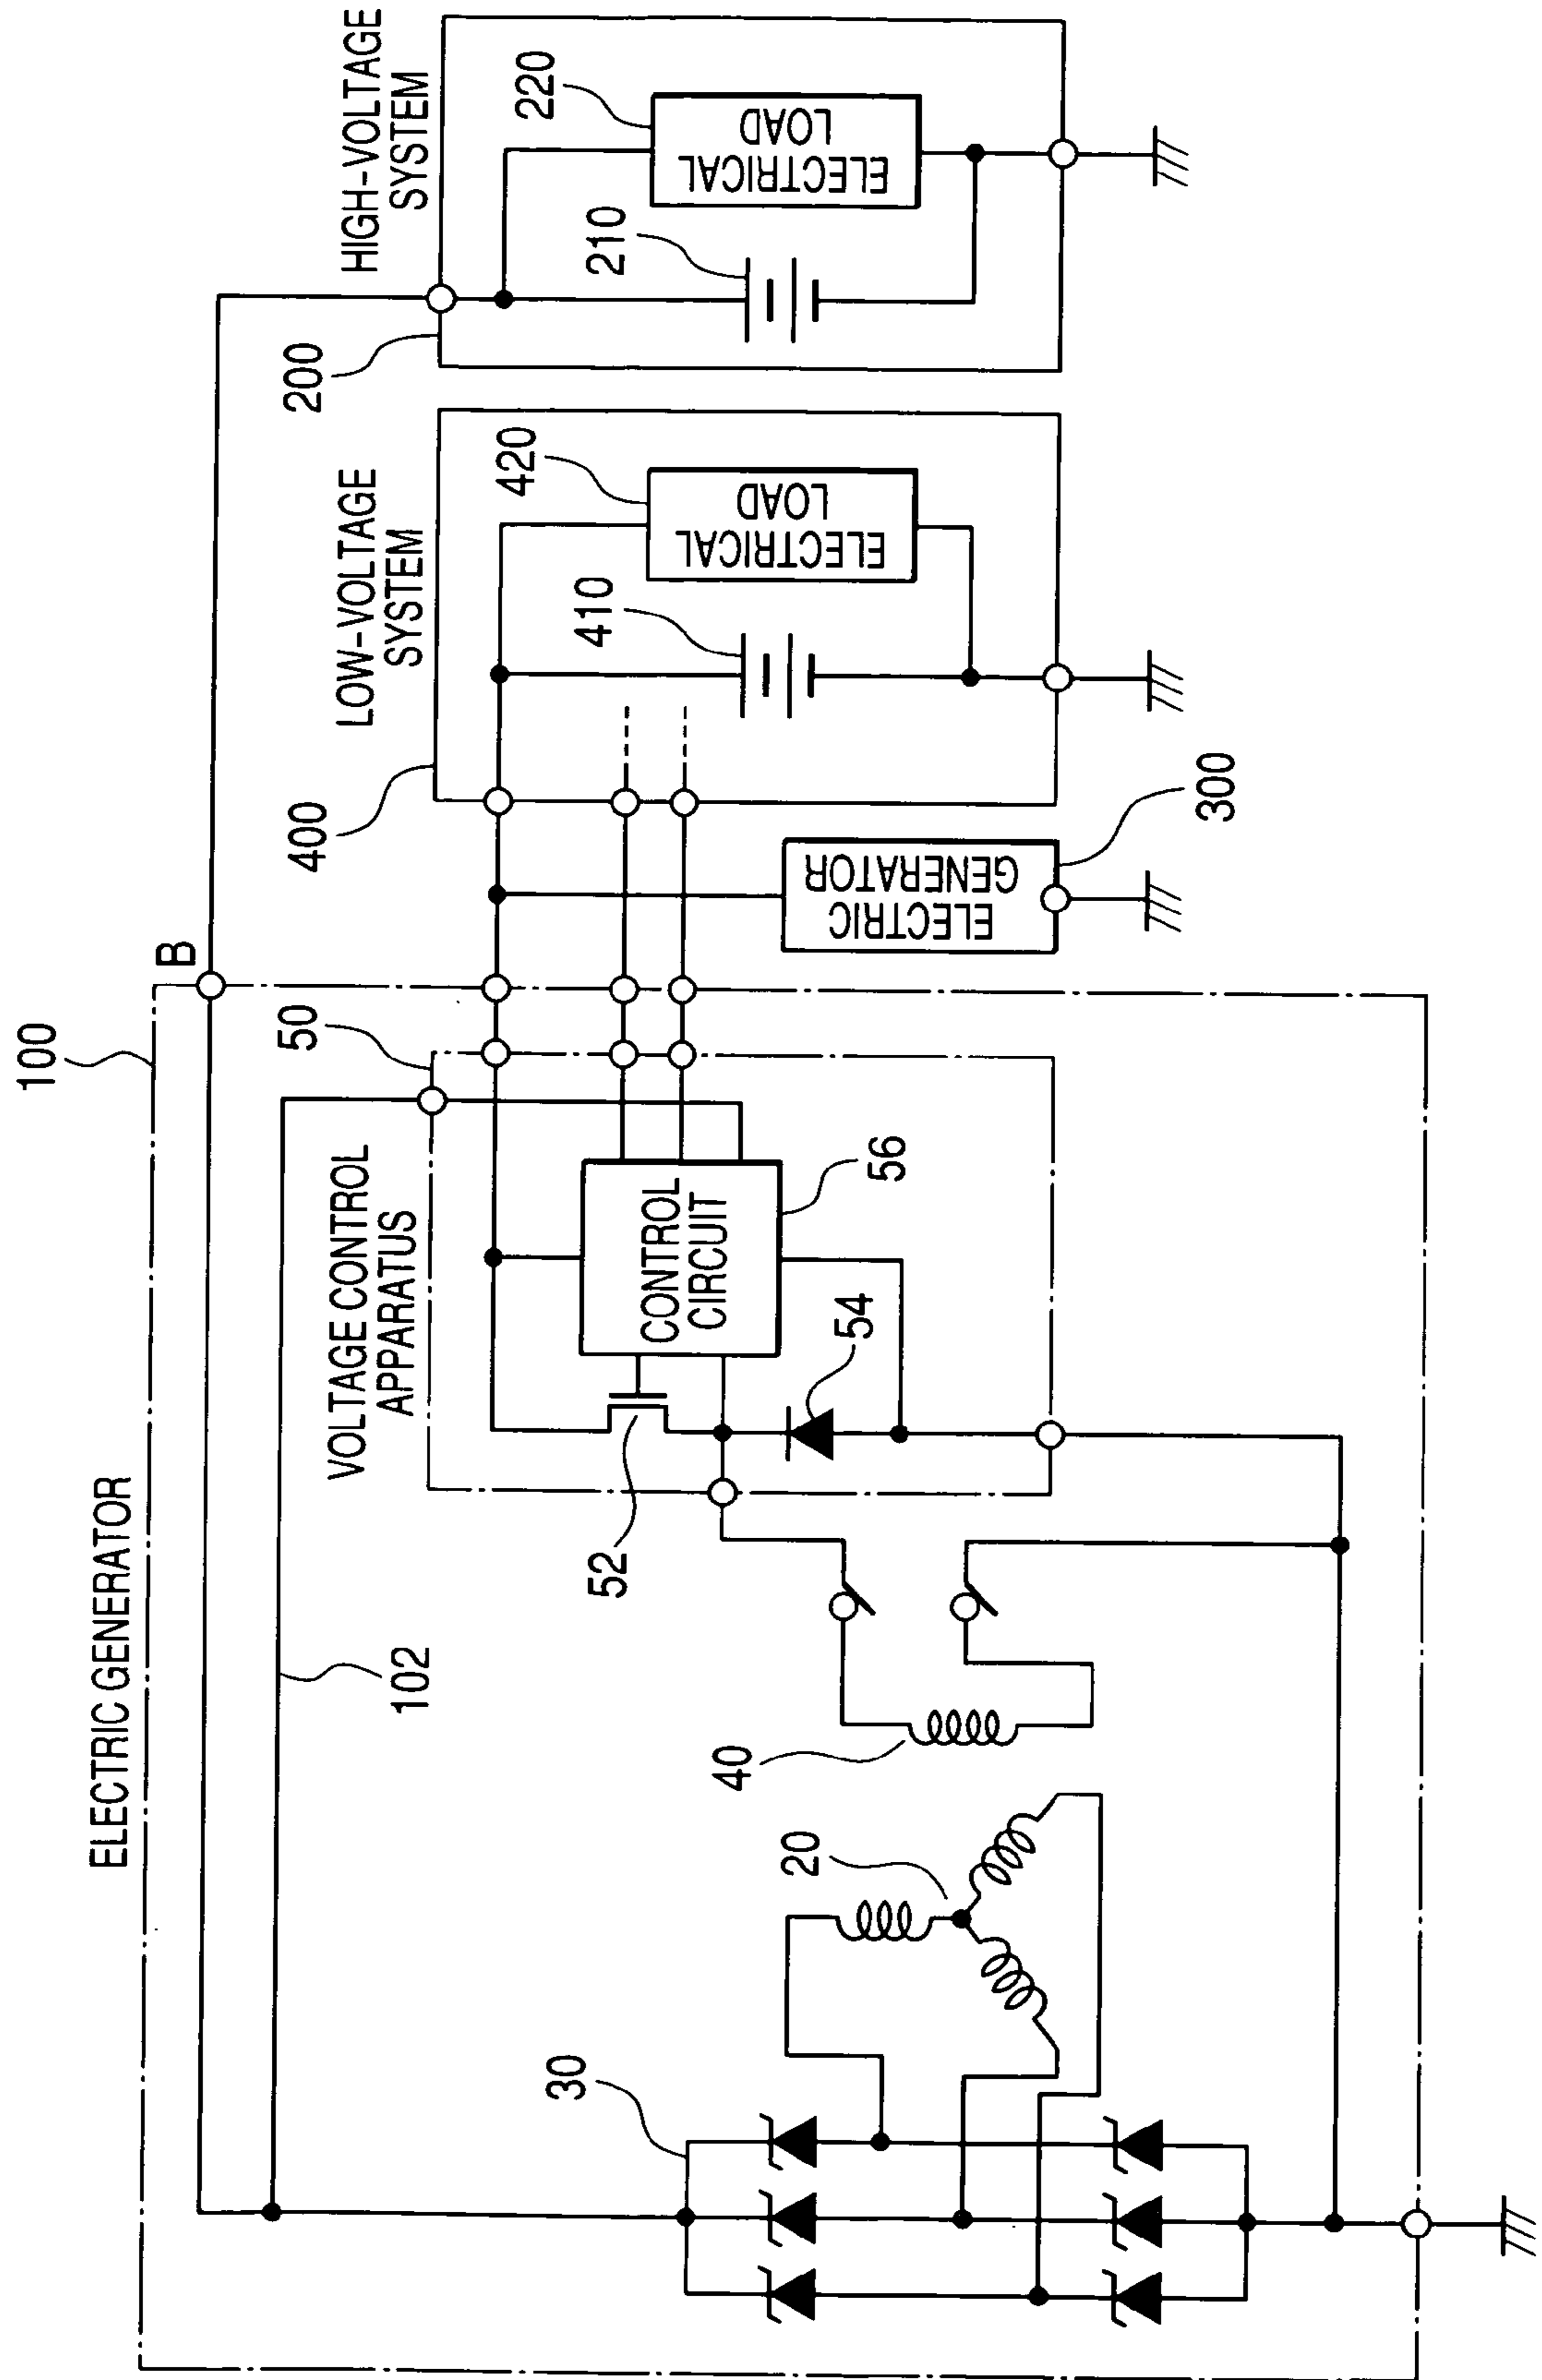 ELECTRIC GENERATOR
100
102
B
VOLTAGE CONTROL
APPARATUS
50
CONTROL
CIRCUIT
56
54
52
40
20
30
400
LOW-VOLTAGE
SYSTEM
410
420
ELECTRICAL
LOAD
ELECTRIC
GENERATOR
300
200
HIGH-VOLTAGE
SYSTEM
210
220
ELECTRICAL
LOAD